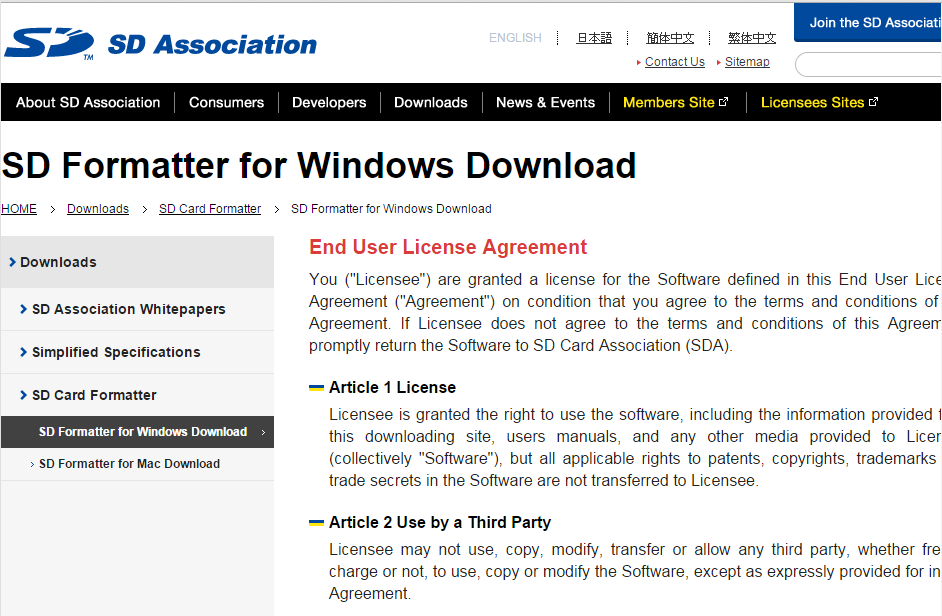 SD TM SD Association
ENGLISH 日本語 简体中文 繁体中文
Contact Us Sitemap
Join the SD Associati
About SD Association Consumers Developers Downloads News & Events Members Site Licensees Sites
SD Formatter for Windows Download
HOME > Downloads > SD Card Formatter > SD Formatter for Windows Download
Downloads
SD Association Whitepapers
Simplified Specifications
SD Card Formatter
SD Formatter for Windows Download
SD Formatter for Mac Download
End User License Agreement
You ("Licensee") are granted a license for the Software defined in this End User Lice
Agreement ("Agreement") on condition that you agree to the terms and conditions of
Agreement. If Licensee does not agree to the terms and conditions of this Agreem
promptly return the Software to SD Card Association (SDA).
Article 1 License
Licensee is granted the right to use the software, including the information provided f
this downloading site, users manuals, and any other media provided to Licen
(collectively "Software"), but all applicable rights to patents, copyrights, trademarks
trade secrets in the Software are not transferred to Licensee.
Article 2 Use by a Third Party
Licensee may not use, copy, modify, transfer or allow any third party, whether fre
charge or not, to use, copy or modify the Software, except as expressly provided for in
Agreement.